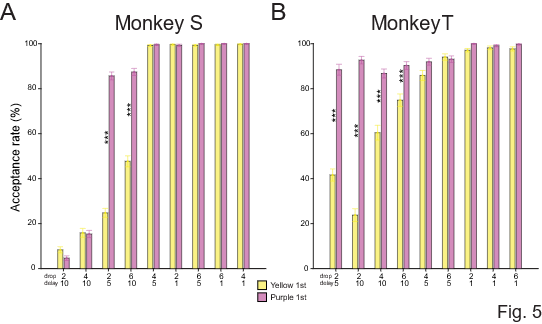 A Monkey S
B Monkey T
Acceptance rate (%)
100
80
60
40
20
0
***
***
drop 2 4 2 6 4 2 6 6 4
delay 10 10 5 10 5 1 5 1 1
100
80
60
40
20
0
***
***
***
***
drop 2 2 4 6 4 6 2 4 6
delay 5 10 10 10 5 5 1 1 1
Yellow 1st
Purple 1st
Fig. 5